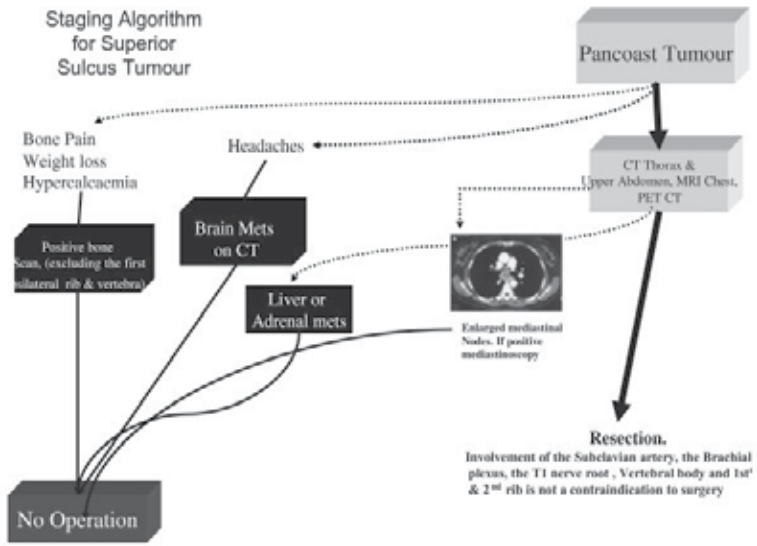 Staging Algorithm
for Superior
Sulcus Tumour
Pancoast Tumour
Bone Pain
Weight loss
Hypercalcaemia
Headaches
CT Thorax &
Upper Abdomen, MRI Chest,
PET CT
Positive bone
Scan, (excluding the first
ipsilateral rib & vertebra)
Brain Mets
on CT
Liver or
Adrenal mets
Enlarged mediastinal
Nodes. If positive
mediastinoscopy
Resection.
Involvement of the Subclavian artery, the Brachial
plexus, the T1 nerve root , Vertebral body and 1st
& 2nd rib is not a contraindication to surgery
No Operation